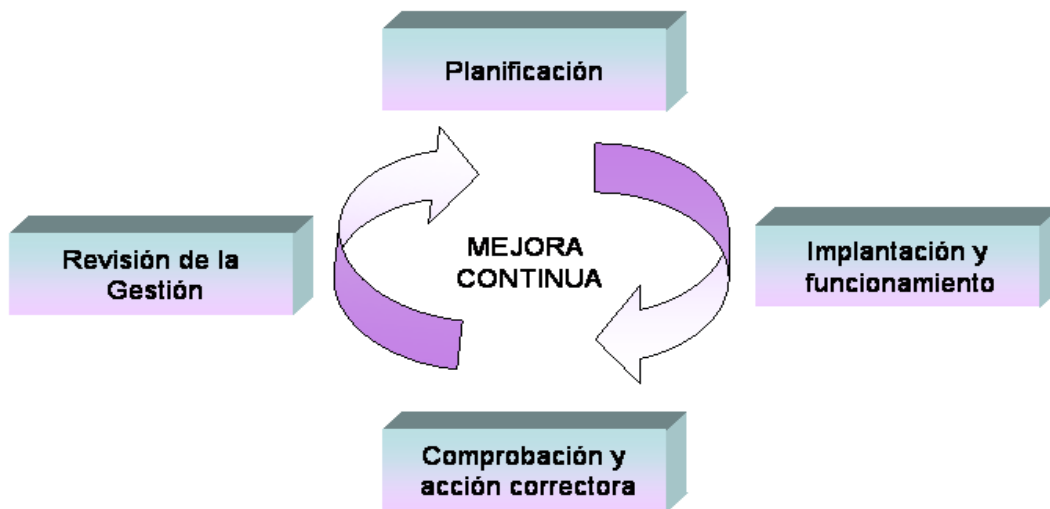 Planificación
Revisión de la
Gestión
MEJORA
CONTINUA
Implantación y
funcionamiento
Comprobación y
acción correctora